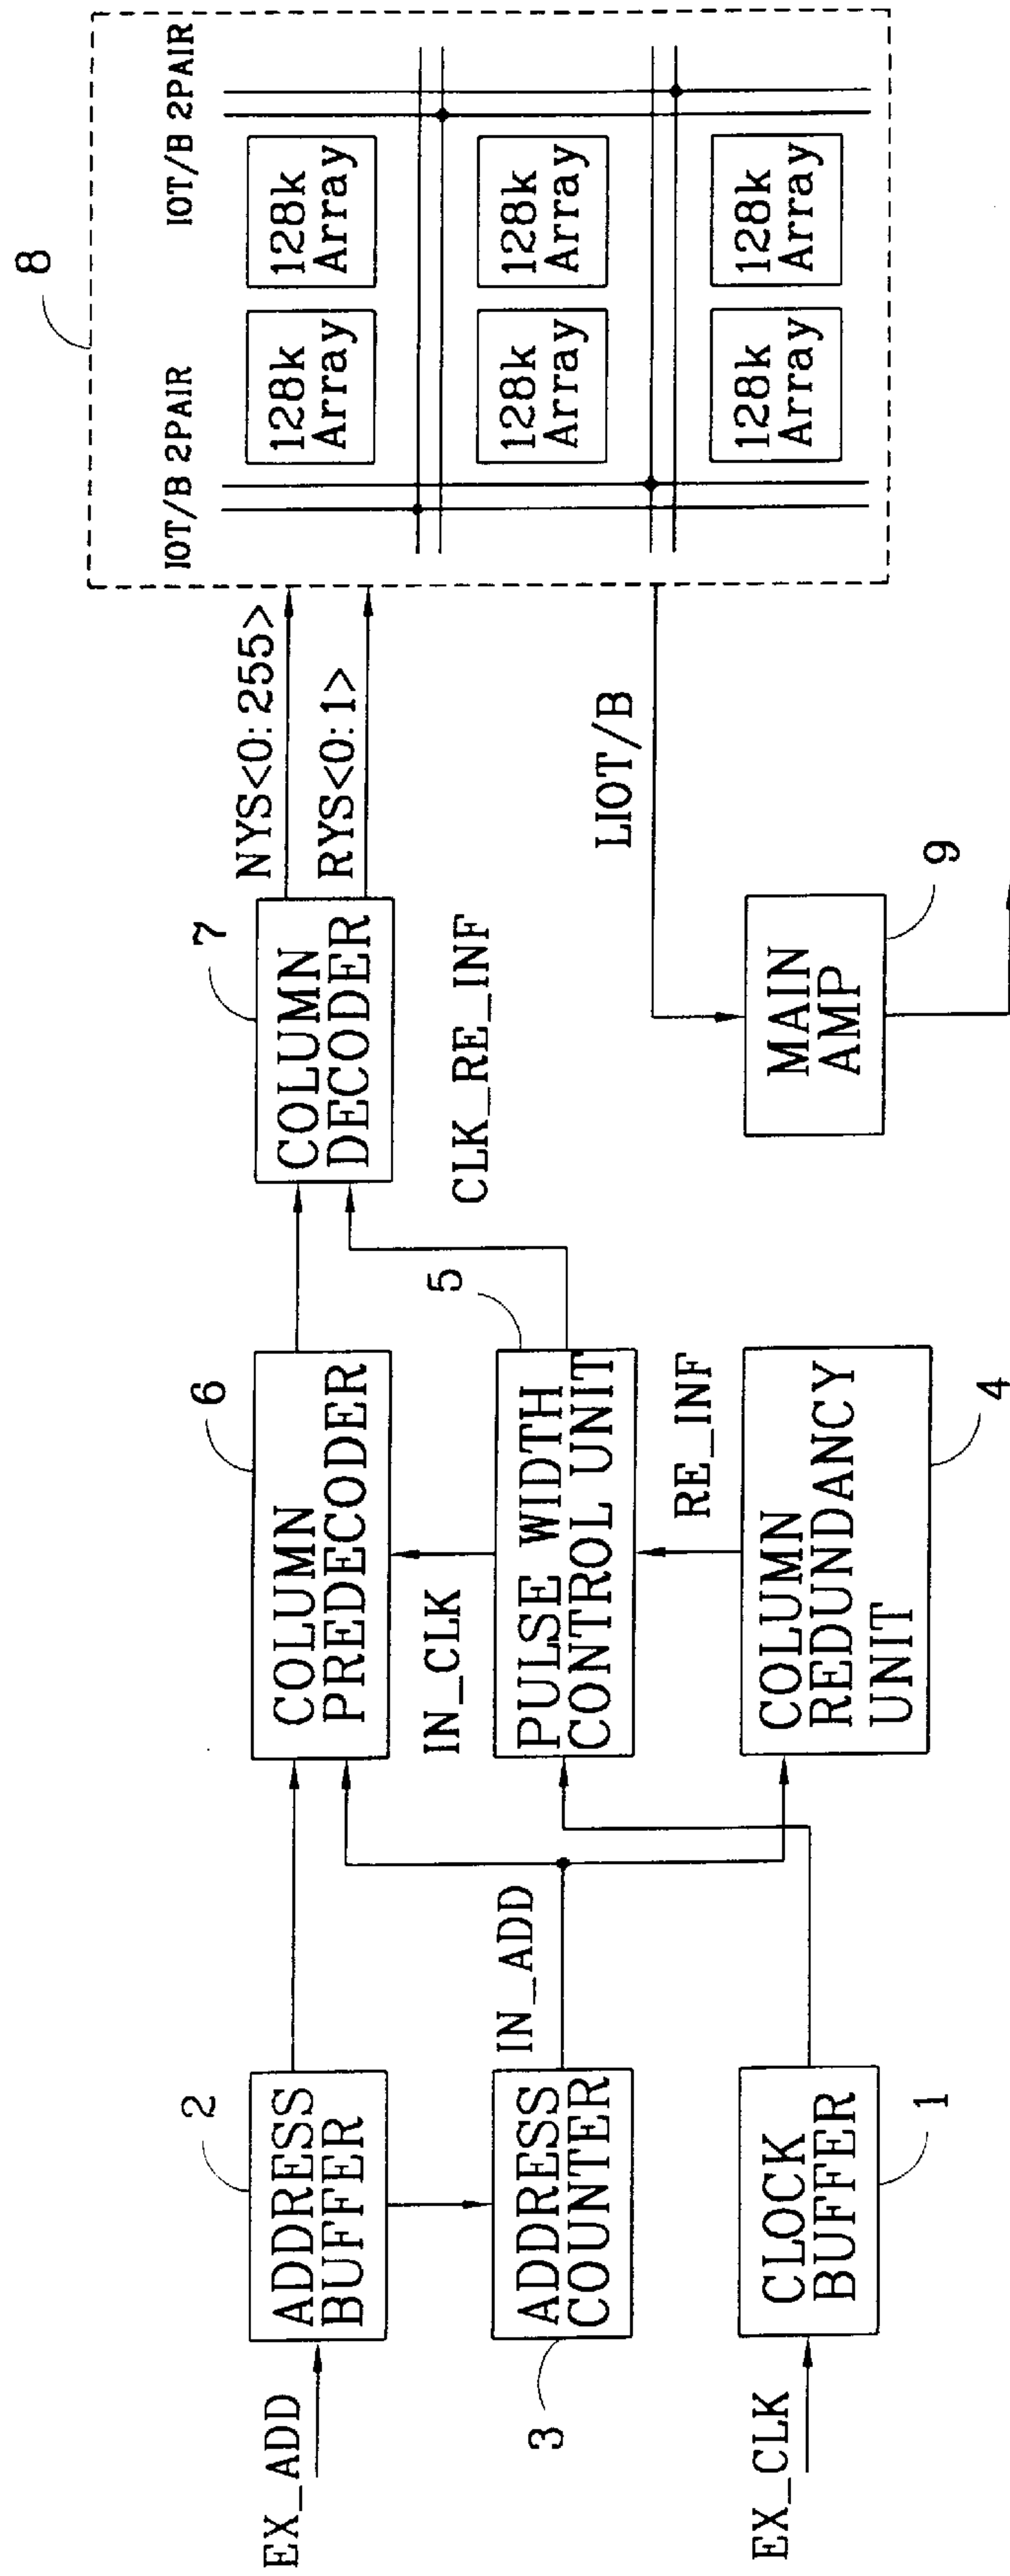 EX_ADD
ADDRESS
BUFFER
2
ADDRESS
COUNTER
3
IN_ADD
EX_CLK
CLOCK
BUFFER
1
COLUMN
PREDECODER
6
IN_CLK
PULSE WIDTH
CONTROL UNIT
5
RE_INF
COLUMN
REDUNDANCY
UNIT
4
COLUMN
DECODER
7
CLK_RE_INF
NYS<0:255>
RYS<0:1>
LIOT/B
MAIN
AMP
9
8
IOT/B 2PAIR
IOT/B 2PAIR
128k
Array
128k
Array
128k
Array
128k
Array
128k
Array
128k
Array